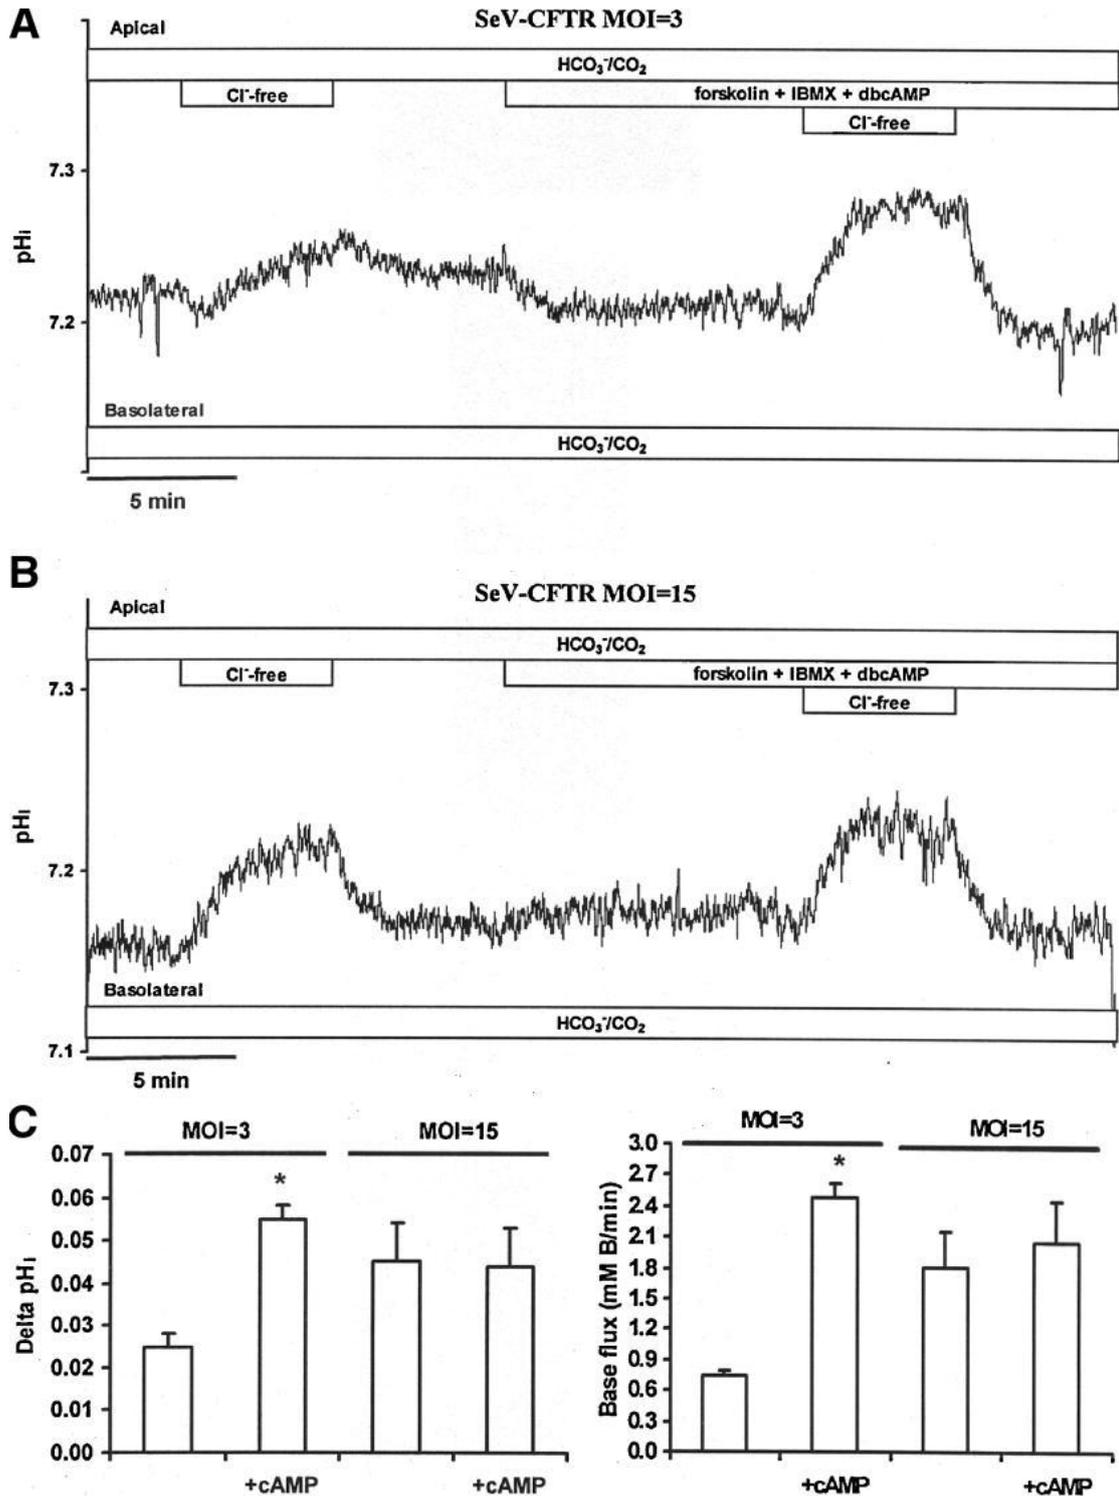 A
SeV-CFTR MOI=3
Apical
HCO3-/CO2
Cl--free
forskolin + IBMX + dbcAMP
Cl--free
7.3
pHi
7.2
Basolateral
HCO3-/CO2
5 min
B
SeV-CFTR MOI=15
Apical
HCO3-/CO2
Cl--free
forskolin + IBMX + dbcAMP
7.3
Cl--free
pHi
7.2
Basolateral
HCO3-/CO2
7.1
5 min
C
MOI=3
MOI=15
0.07
*
0.06
0.05
0.04
0.03
0.02
0.01
0.00
Delta pHi
+cAMP
+cAMP
MOI=3
MOI=15
3.0
*
2.7
2.4
2.1
1.8
1.5
1.2
0.9
0.6
0.3
0.0
Base flux (mM B/min)
+cAMP
+cAMP